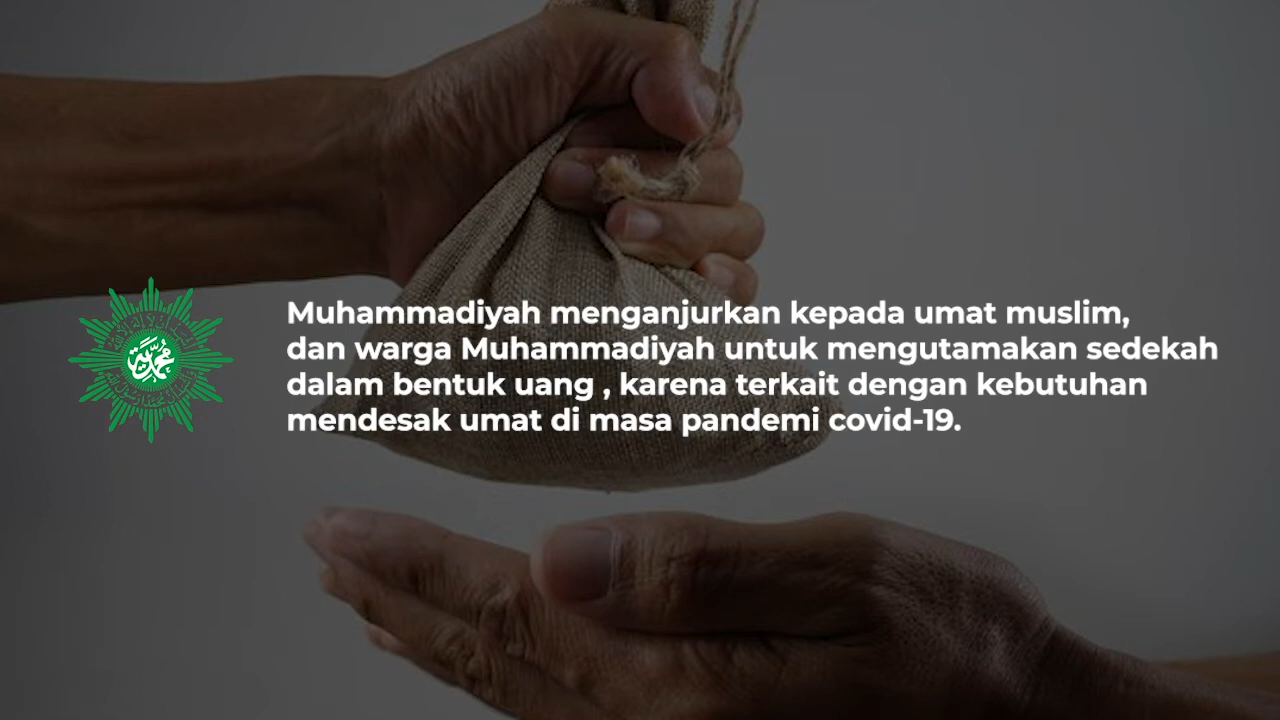 محمدية
Muhammadiyah menganjurkan kepada umat muslim,
dan warga Muhammadiyah untuk mengutamakan sedekah
dalam bentuk uang , karena terkait dengan kebutuhan
mendesak umat di masa pandemi covid-19.